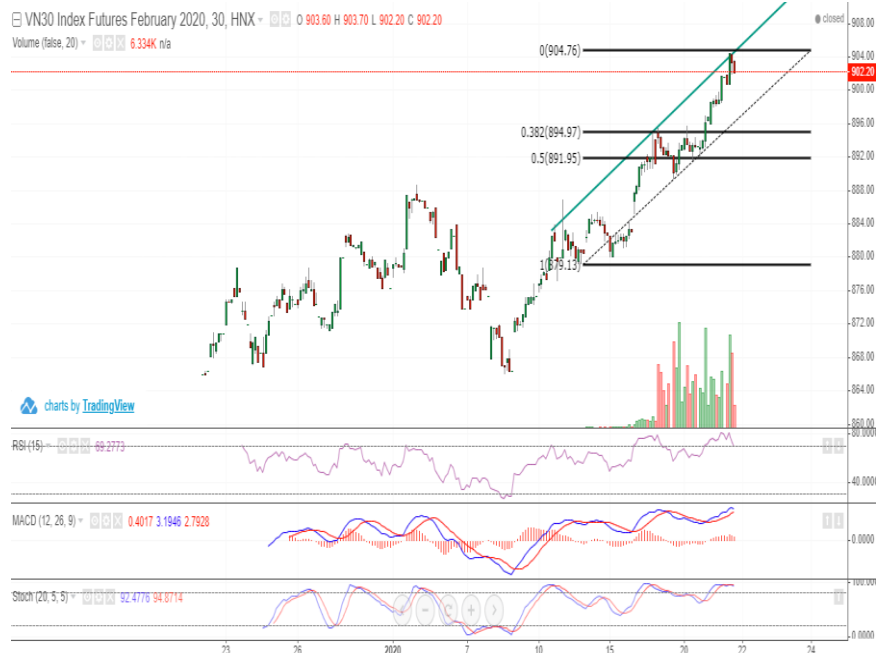 VN30 Index Futures February 2020, 30, HNX O 903.60 H 903.70 L 902.20 C 902.20
closed
Volume (false, 20) 6.334K n/a
908.00
904.00
902.20
900.00
896.00
892.00
888.00
884.00
880.00
876.00
872.00
868.00
864.00
860.00
0(904.76)
0.382(894.97)
0.5(891.95)
1(879.13)
charts by TradingView
RSI (15) 69.2773
80.0000
40.0000
MACD (12, 26, 9) 0.4017 3.1946 2.7928
0.0000
Stoch (20, 5, 5) 92.4776 94.8714
100.0000
0.0000
23 26 2020 7 10 15 20 22 24